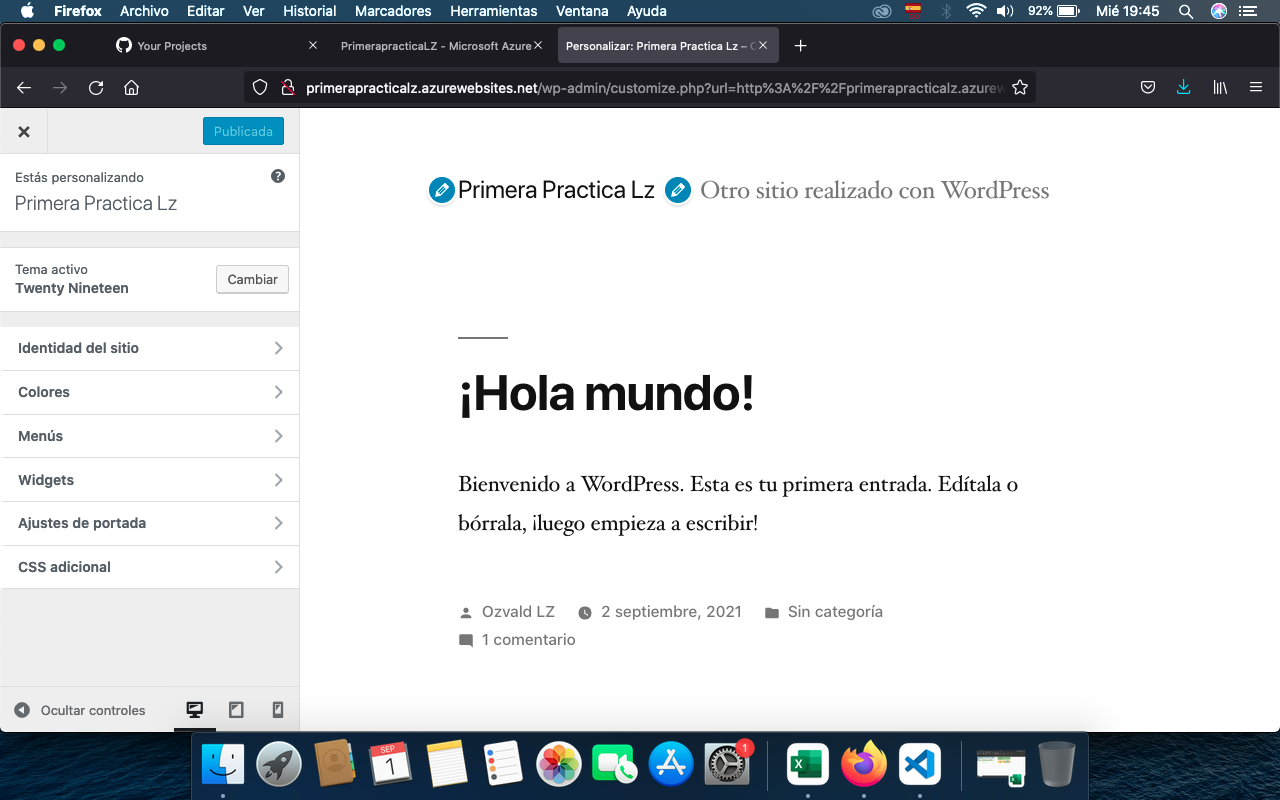 Firefox Archivo Editar Ver Historial Marcadores Herramientas Ventana Ayuda 92% Mié 19:45
Your Projects PrimerapracticaLZ - Microsoft Azure Personalizar: Primera Practica Lz –
primerapracticalz.azurewebsites.net/wp-admin/customize.php?url=http%3A%2F%2Fprimerapracticalz.azurew
Publicada
Estás personalizando
Primera Practica Lz
Tema activo
Twenty Nineteen
Cambiar
Identidad del sitio
Colores
Menús
Widgets
Ajustes de portada
CSS adicional
Ocultar controles
Primera Practica Lz Otro sitio realizado con WordPress
¡Hola mundo!
Bienvenido a WordPress. Esta es tu primera entrada. Edítala o
bórrala, ¡luego empieza a escribir!
Ozvald LZ 2 septiembre, 2021 Sin categoría
1 comentario
SEP
1
1